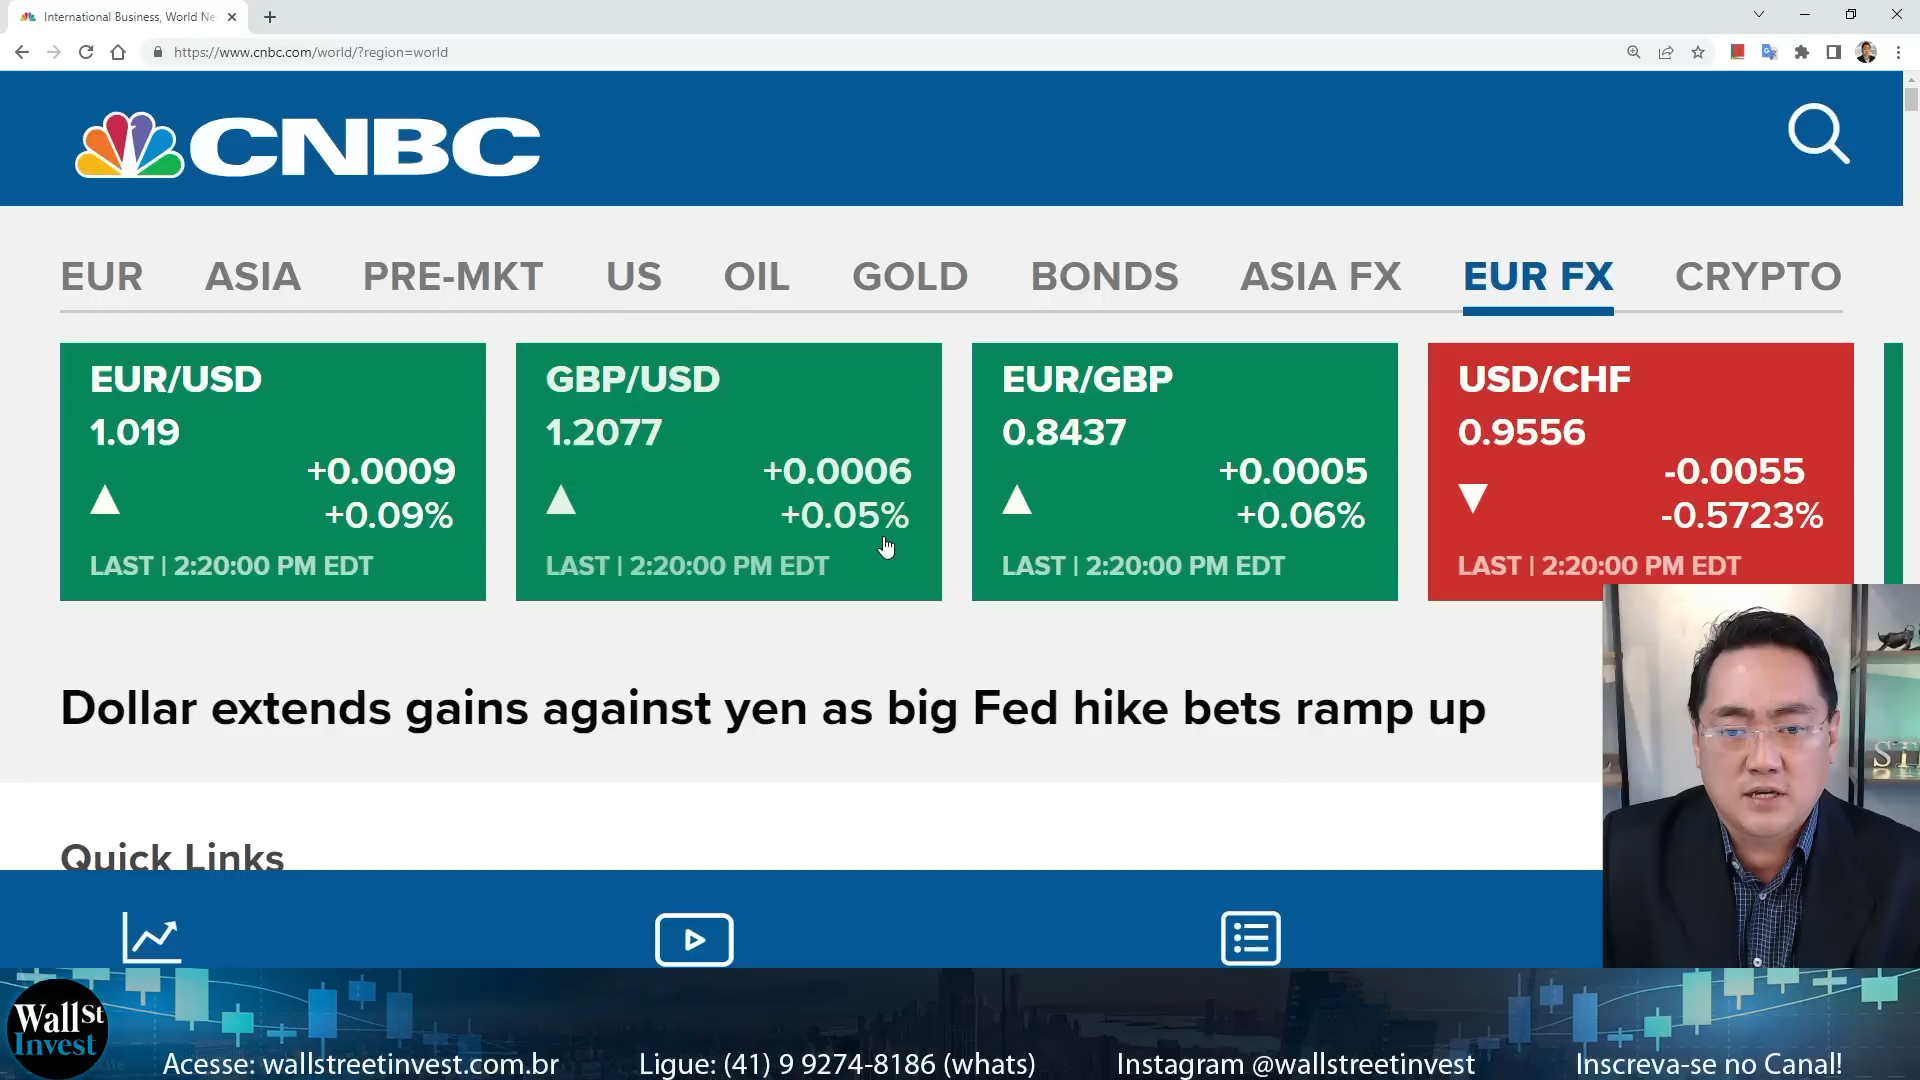 International Business, World Ne
https://www.cnbc.com/world/?region=world
CNBC
EUR ASIA PRE-MKT US OIL GOLD BONDS ASIA FX EUR FX CRYPTO
EUR/USD
1.019
+0.0009
+0.09%
LAST | 2:20:00 PM EDT
GBP/USD
1.2077
+0.0006
+0.05%
LAST | 2:20:00 PM EDT
EUR/GBP
0.8437
+0.0005
+0.06%
LAST | 2:20:00 PM EDT
USD/CHF
0.9556
-0.0055
-0.5723%
LAST | 2:20:00 PM EDT
Dollar extends gains against yen as big Fed hike bets ramp up
Quick Links
Wall St
Invest
Acesse: wallstreetinvest.com.br
Ligue: (41) 9 9274-8186 (whats)
Instagram @wallstreetinvest
Inscreva-se no Canal!